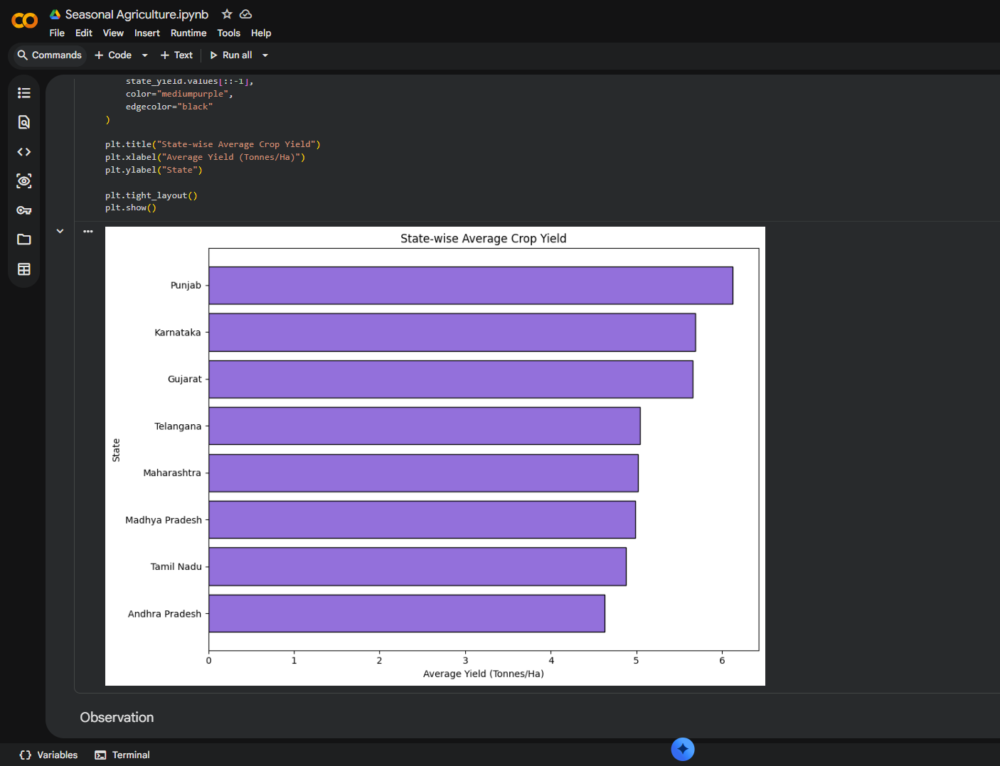 Seasonal Agriculture.ipynb
File Edit View Insert Runtime Tools Help
Commands + Code + Text Run all
state_yield.values[::-1],
color="mediumpurple",
edgecolor="black"
)
plt.title("State-wise Average Crop Yield")
plt.xlabel("Average Yield (Tonnes/Ha)")
plt.ylabel("State")
plt.tight_layout()
plt.show()
State-wise Average Crop Yield
Punjab
Karnataka
Gujarat
Telangana
Maharashtra
Madhya Pradesh
Tamil Nadu
Andhra Pradesh
State
0 1 2 3 4 5 6
Average Yield (Tonnes/Ha)
Observation
Variables Terminal